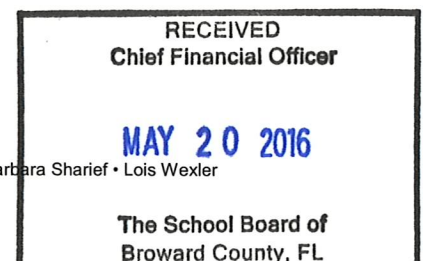 RECEIVED
Chief Financial Officer
MAY 20 2016
arbara Sharief • Lois Wexler
The School Board of
Broward County, FL